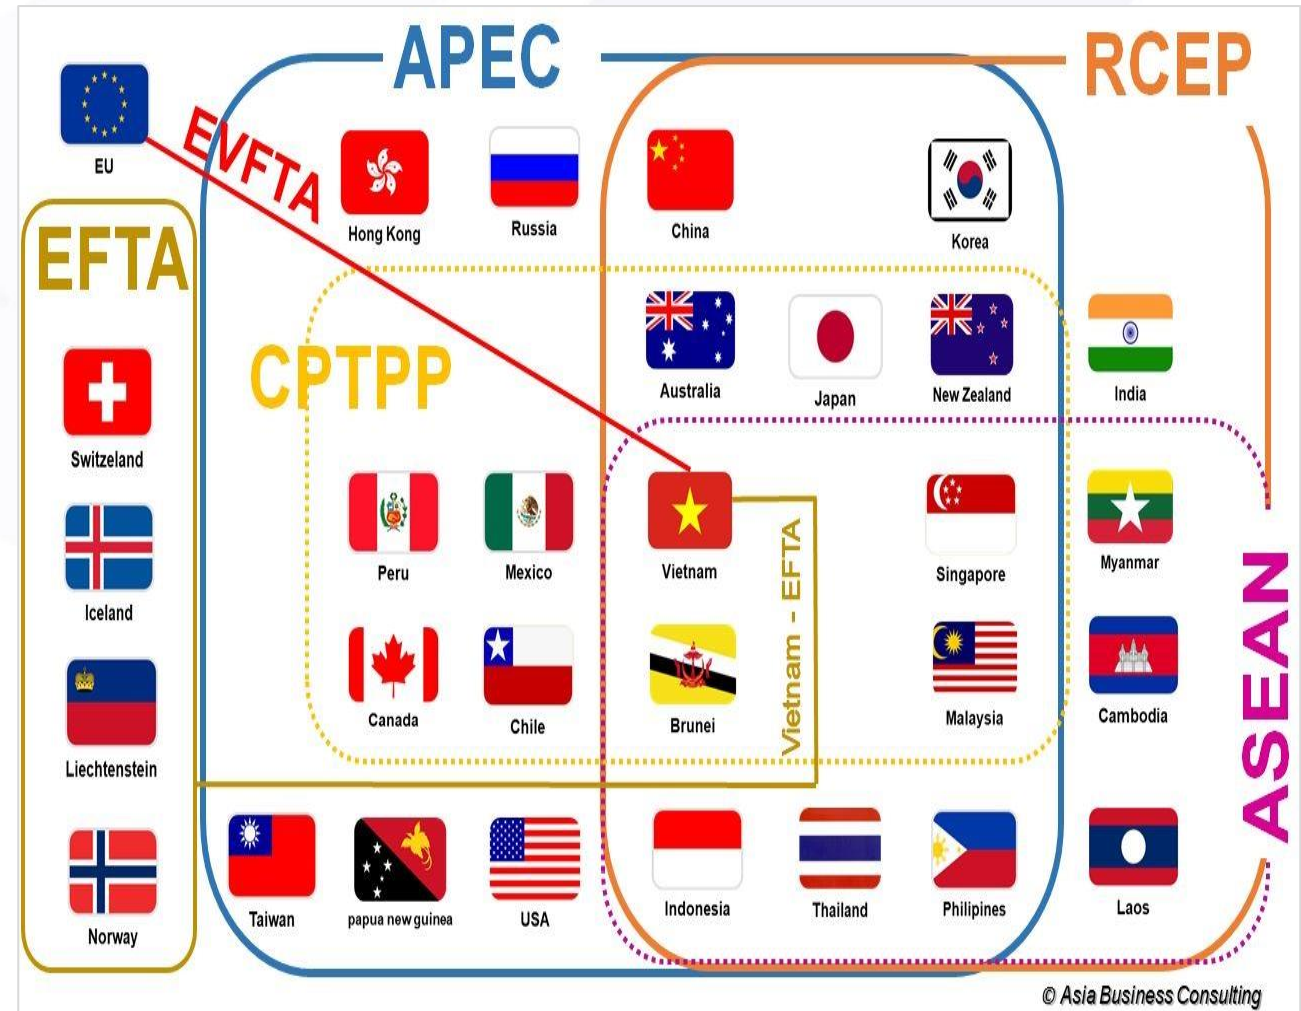 APEC
RCEP
EU
EVFTA
Hong Kong
Russia
China
Korea
EFTA
CPTPP
Australia
Japan
New Zealand
India
Switzeland
Peru
Mexico
Vietnam
Singapore
Myanmar
Vietnam - EFTA
Iceland
Canada
Chile
Brunei
Malaysia
Cambodia
ASEAN
Liechtenstein
Taiwan
papua new guinea
USA
Indonesia
Thailand
Philipines
Laos
Norway
© Asia Business Consulting